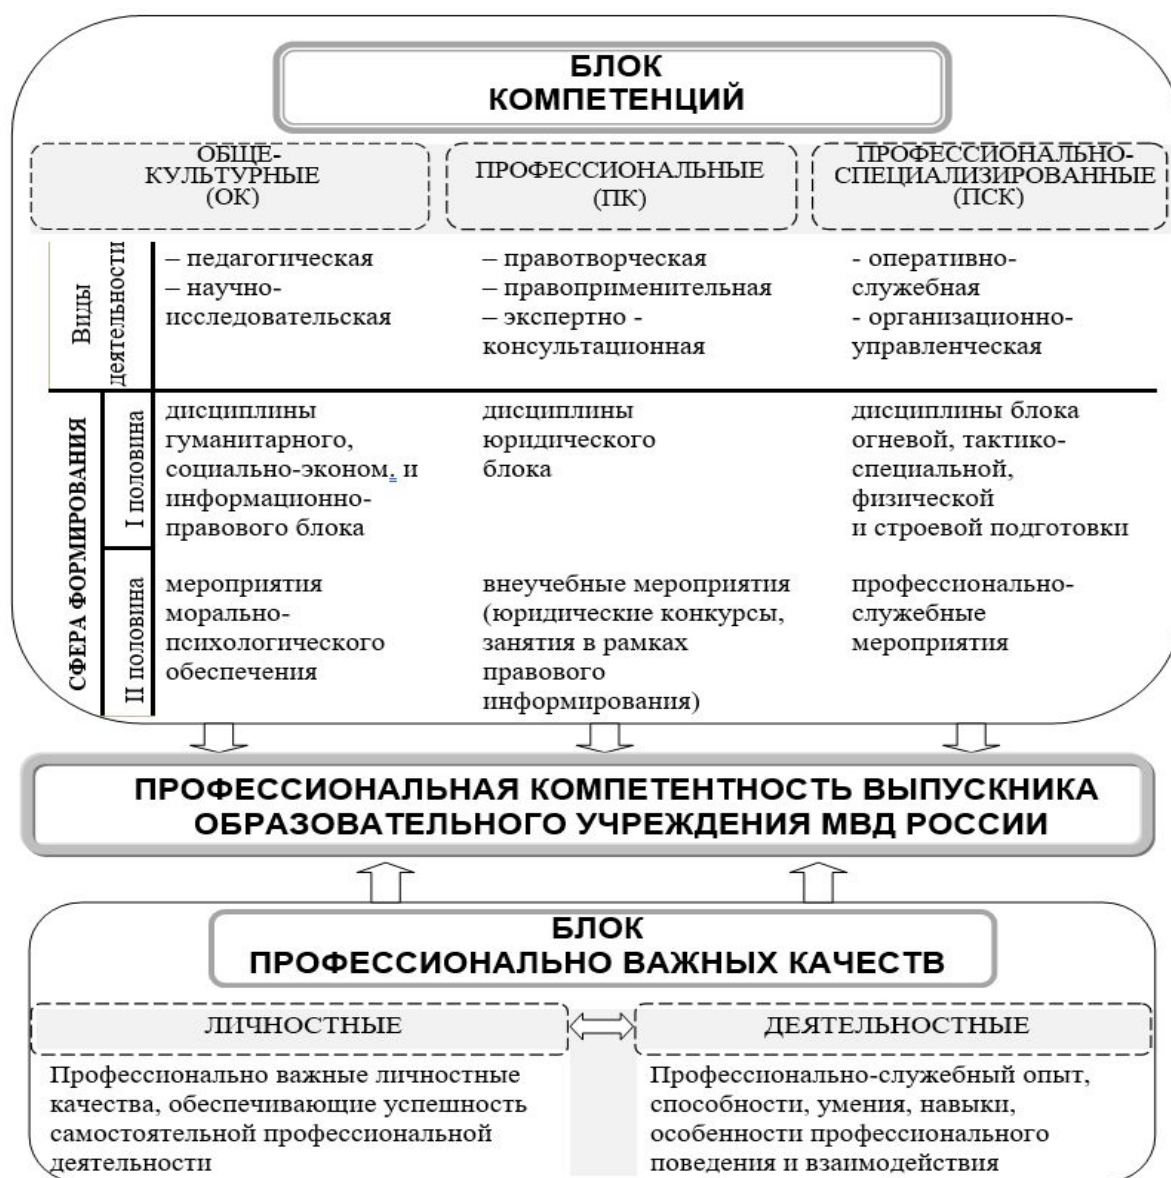 БЛОК
КОМПЕТЕНЦИЙ
ОБЩЕ-
КУЛЬТУРНЫЕ
(ОК)
ПРОФЕССИОНАЛЬНЫЕ
(ПК)
ПРОФЕССИОНАЛЬНО-
СПЕЦИАЛИЗИРОВАННЫЕ
(ПСК)
Виды
деятельности
– педагогическая
– научно-
исследовательская
– правотворческая
– правоприменительная
– экспертно -
консультационная
- оперативно-
служебная
- организационно-
управленческая
СФЕРА ФОРМИРОВАНИЯ
I половина
дисциплины
гуманитарного,
социально-эконом. и
информационно-
правового блока
дисциплины
юридического
блока
дисциплины блока
огневой, тактико-
специальной,
физической
и строевой подготовки
II половина
мероприятия
морально-
психологического
обеспечения
внеучебные мероприятия
(юридические конкурсы,
занятия в рамках
правового
информирования)
профессионально-
служебные
мероприятия
ПРОФЕССИОНАЛЬНАЯ КОМПЕТЕНТНОСТЬ ВЫПУСКНИКА
ОБРАЗОВАТЕЛЬНОГО УЧРЕЖДЕНИЯ МВД РОССИИ
БЛОК
ПРОФЕССИОНАЛЬНО ВАЖНЫХ КАЧЕСТВ
ЛИЧНОСТНЫЕ
Профессионально важные личностные
качества, обеспечивающие успешность
самостоятельной профессиональной
деятельности
ДЕЯТЕЛЬНОСТНЫЕ
Профессионально-служебный опыт,
способности, умения, навыки,
особенности профессионального
поведения и взаимодействия